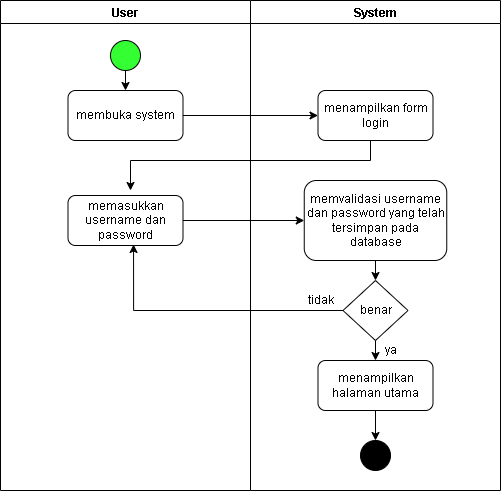 User
System
membuka system
menampilkan form
login
memasukkan
username dan
password
memvalidasi username
dan password yang telah
tersimpan pada
database
benar
tidak
ya
menampilkan
halaman utama